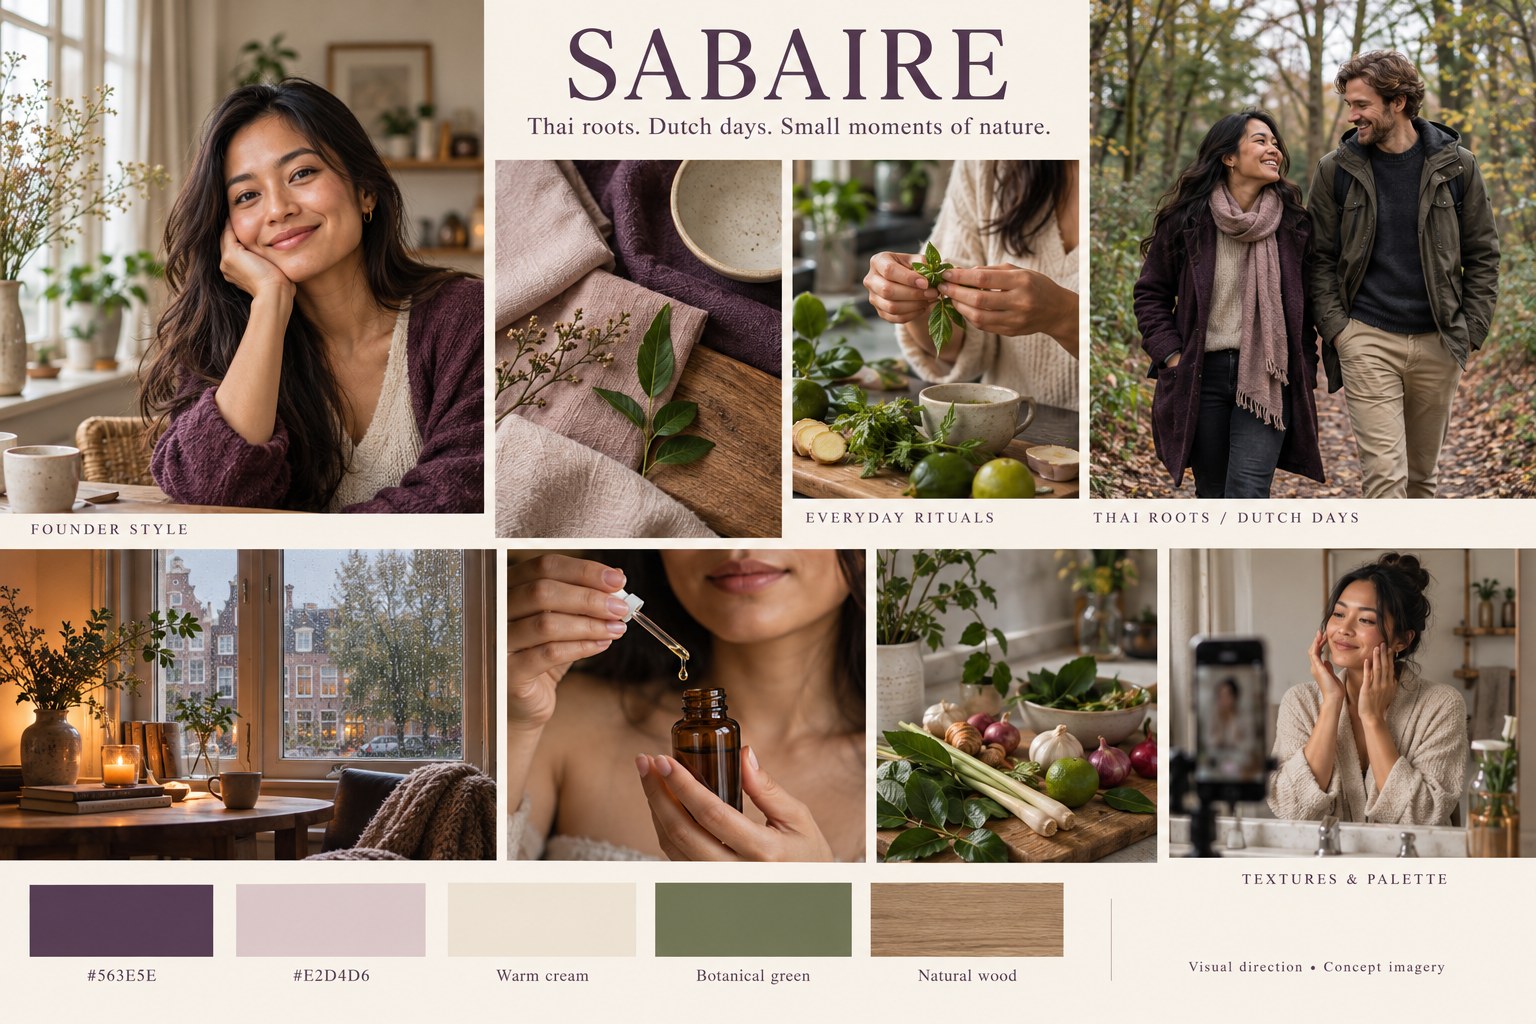 SABAIRE
Thai roots. Dutch days. Small moments of nature.
FOUNDER STYLE
EVERYDAY RITUALS
THAI ROOTS / DUTCH DAYS
TEXTURES & PALETTE
#563E5E
#E2D4D6
Warm cream
Botanical green
Natural wood
Visual direction • Concept imagery